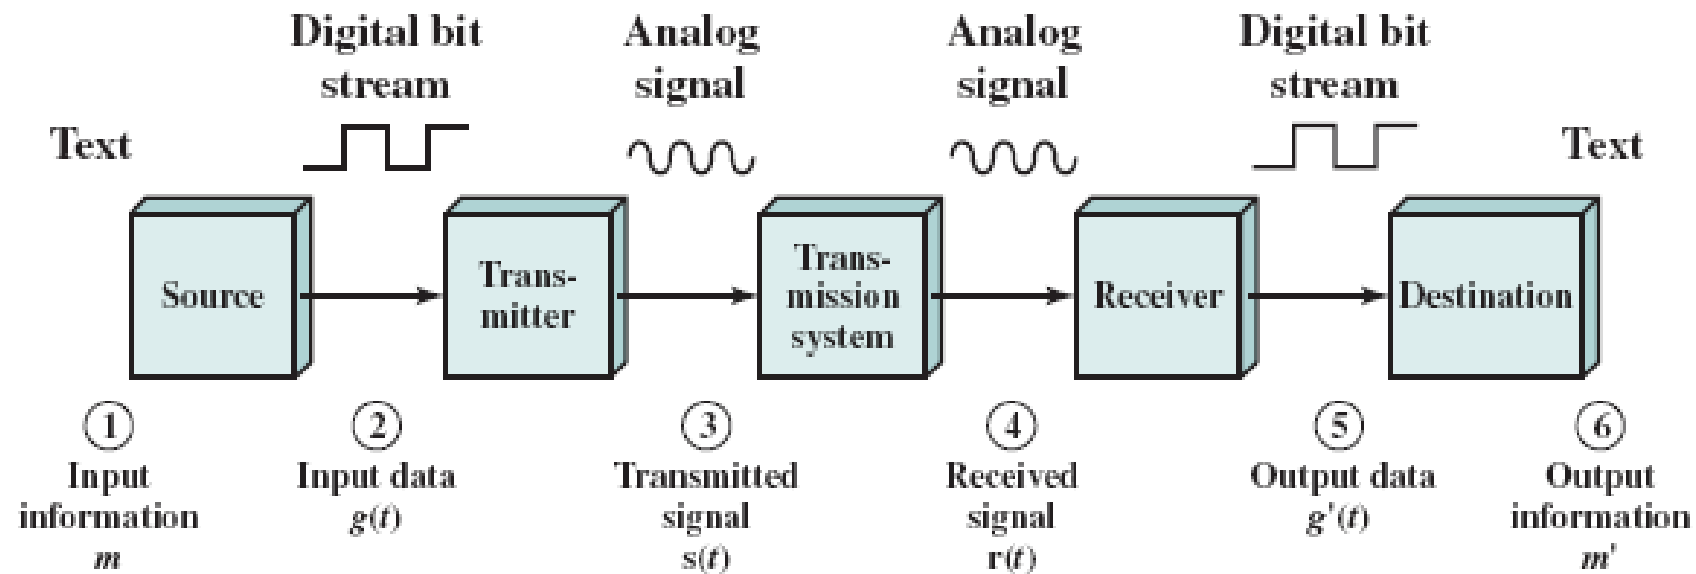 Digital bit
stream
Analog
signal
Analog
signal
Digital bit
stream
Text
Text
Source
Trans-
mitter
Trans-
mission
system
Receiver
Destination
1
Input
information
m
2
Input data
g(t)
3
Transmitted
signal
s(t)
4
Received
signal
r(t)
5
Output data
g'(t)
6
Output
information
m'